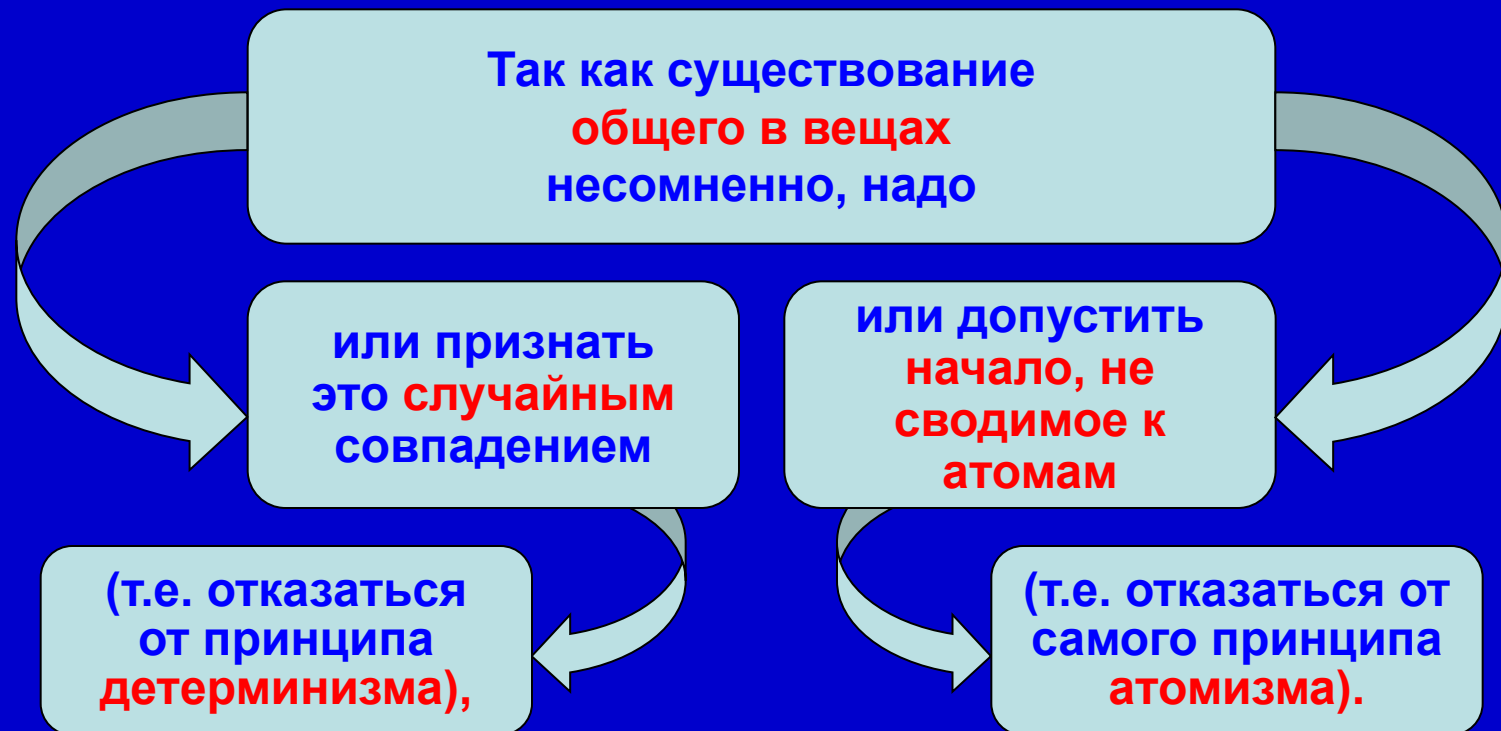 Так как существование
общего в вещах
несомненно, надо
или признать
это случайным
совпадением
или допустить
начало, не
сводимое к
атомам
(т.е. отказаться
от принципа
детерминизма),
(т.е. отказаться от
самого принципа
атомизма).